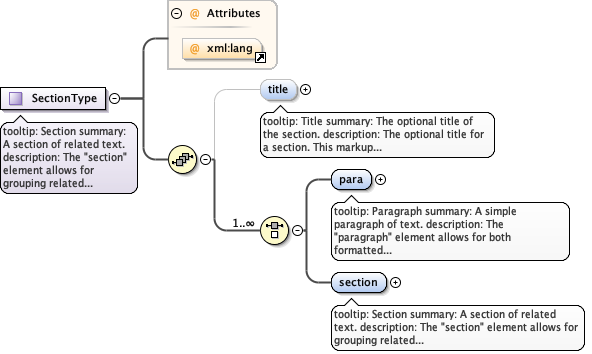 @ Attributes
@ xml:lang
SectionType
tooltip: Section summary:
A section of related text.
description: The "section"
element allows for
grouping related...
title
tooltip: Title summary: The optional title of
the section. description: The optional title for
a section. This markup...
1..∞
para
tooltip: Paragraph summary: A simple
paragraph of text. description: The
"paragraph" element allows for both
formatted...
section
tooltip: Section summary: A section of related
text. description: The "section" element allows for
grouping related...